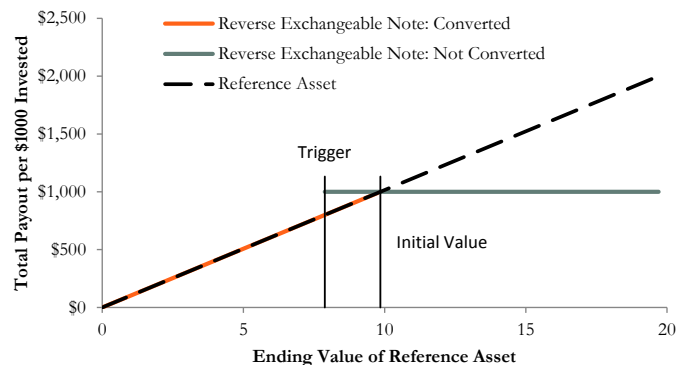 $2,500
Reverse Exchangeable Note: Converted
Reverse Exchangeable Note: Not Converted
Reference Asset
$2,000
$1,500
Trigger
$1,000
Initial Value
$500
$0
0
5
10
15
20
Total Payout per $1000 Invested
Ending Value of Reference Asset